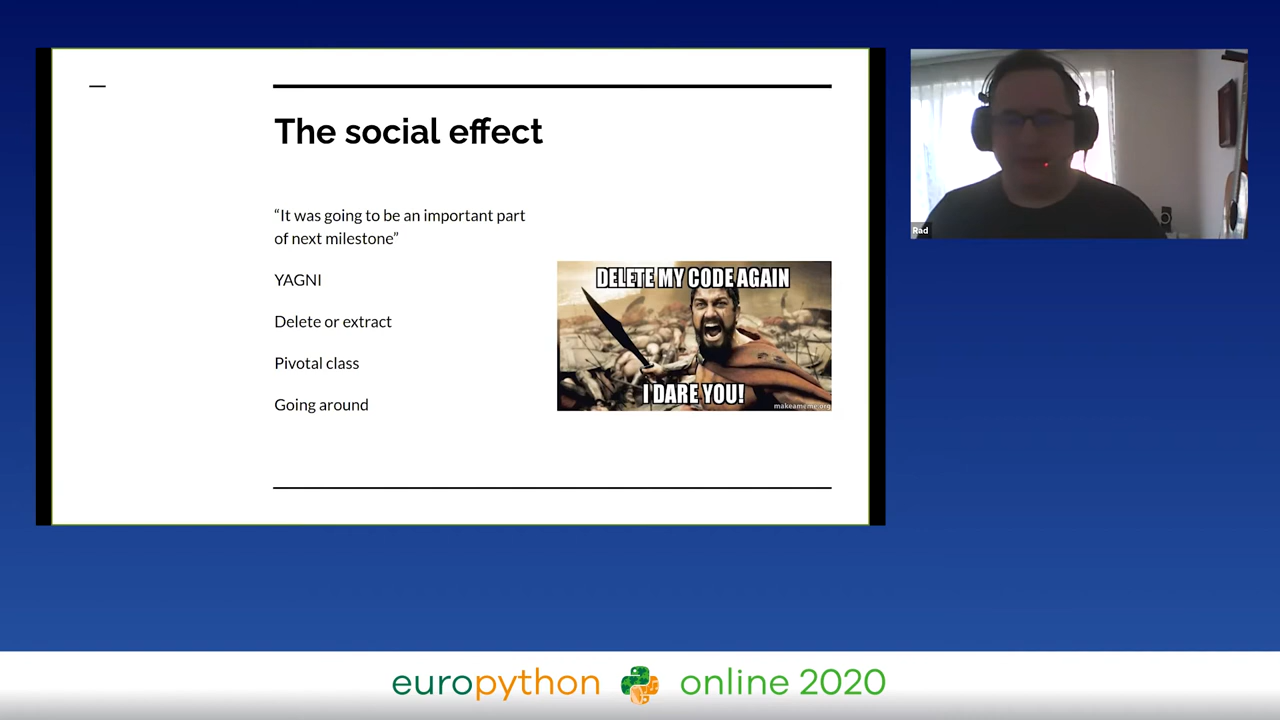 The social effect
“It was going to be an important part
of next milestone”
YAGNI
Delete or extract
Pivotal class
Going around
DELETE MY CODE AGAIN
I DARE YOU!
makeameme.org
Rad
europython online 2020